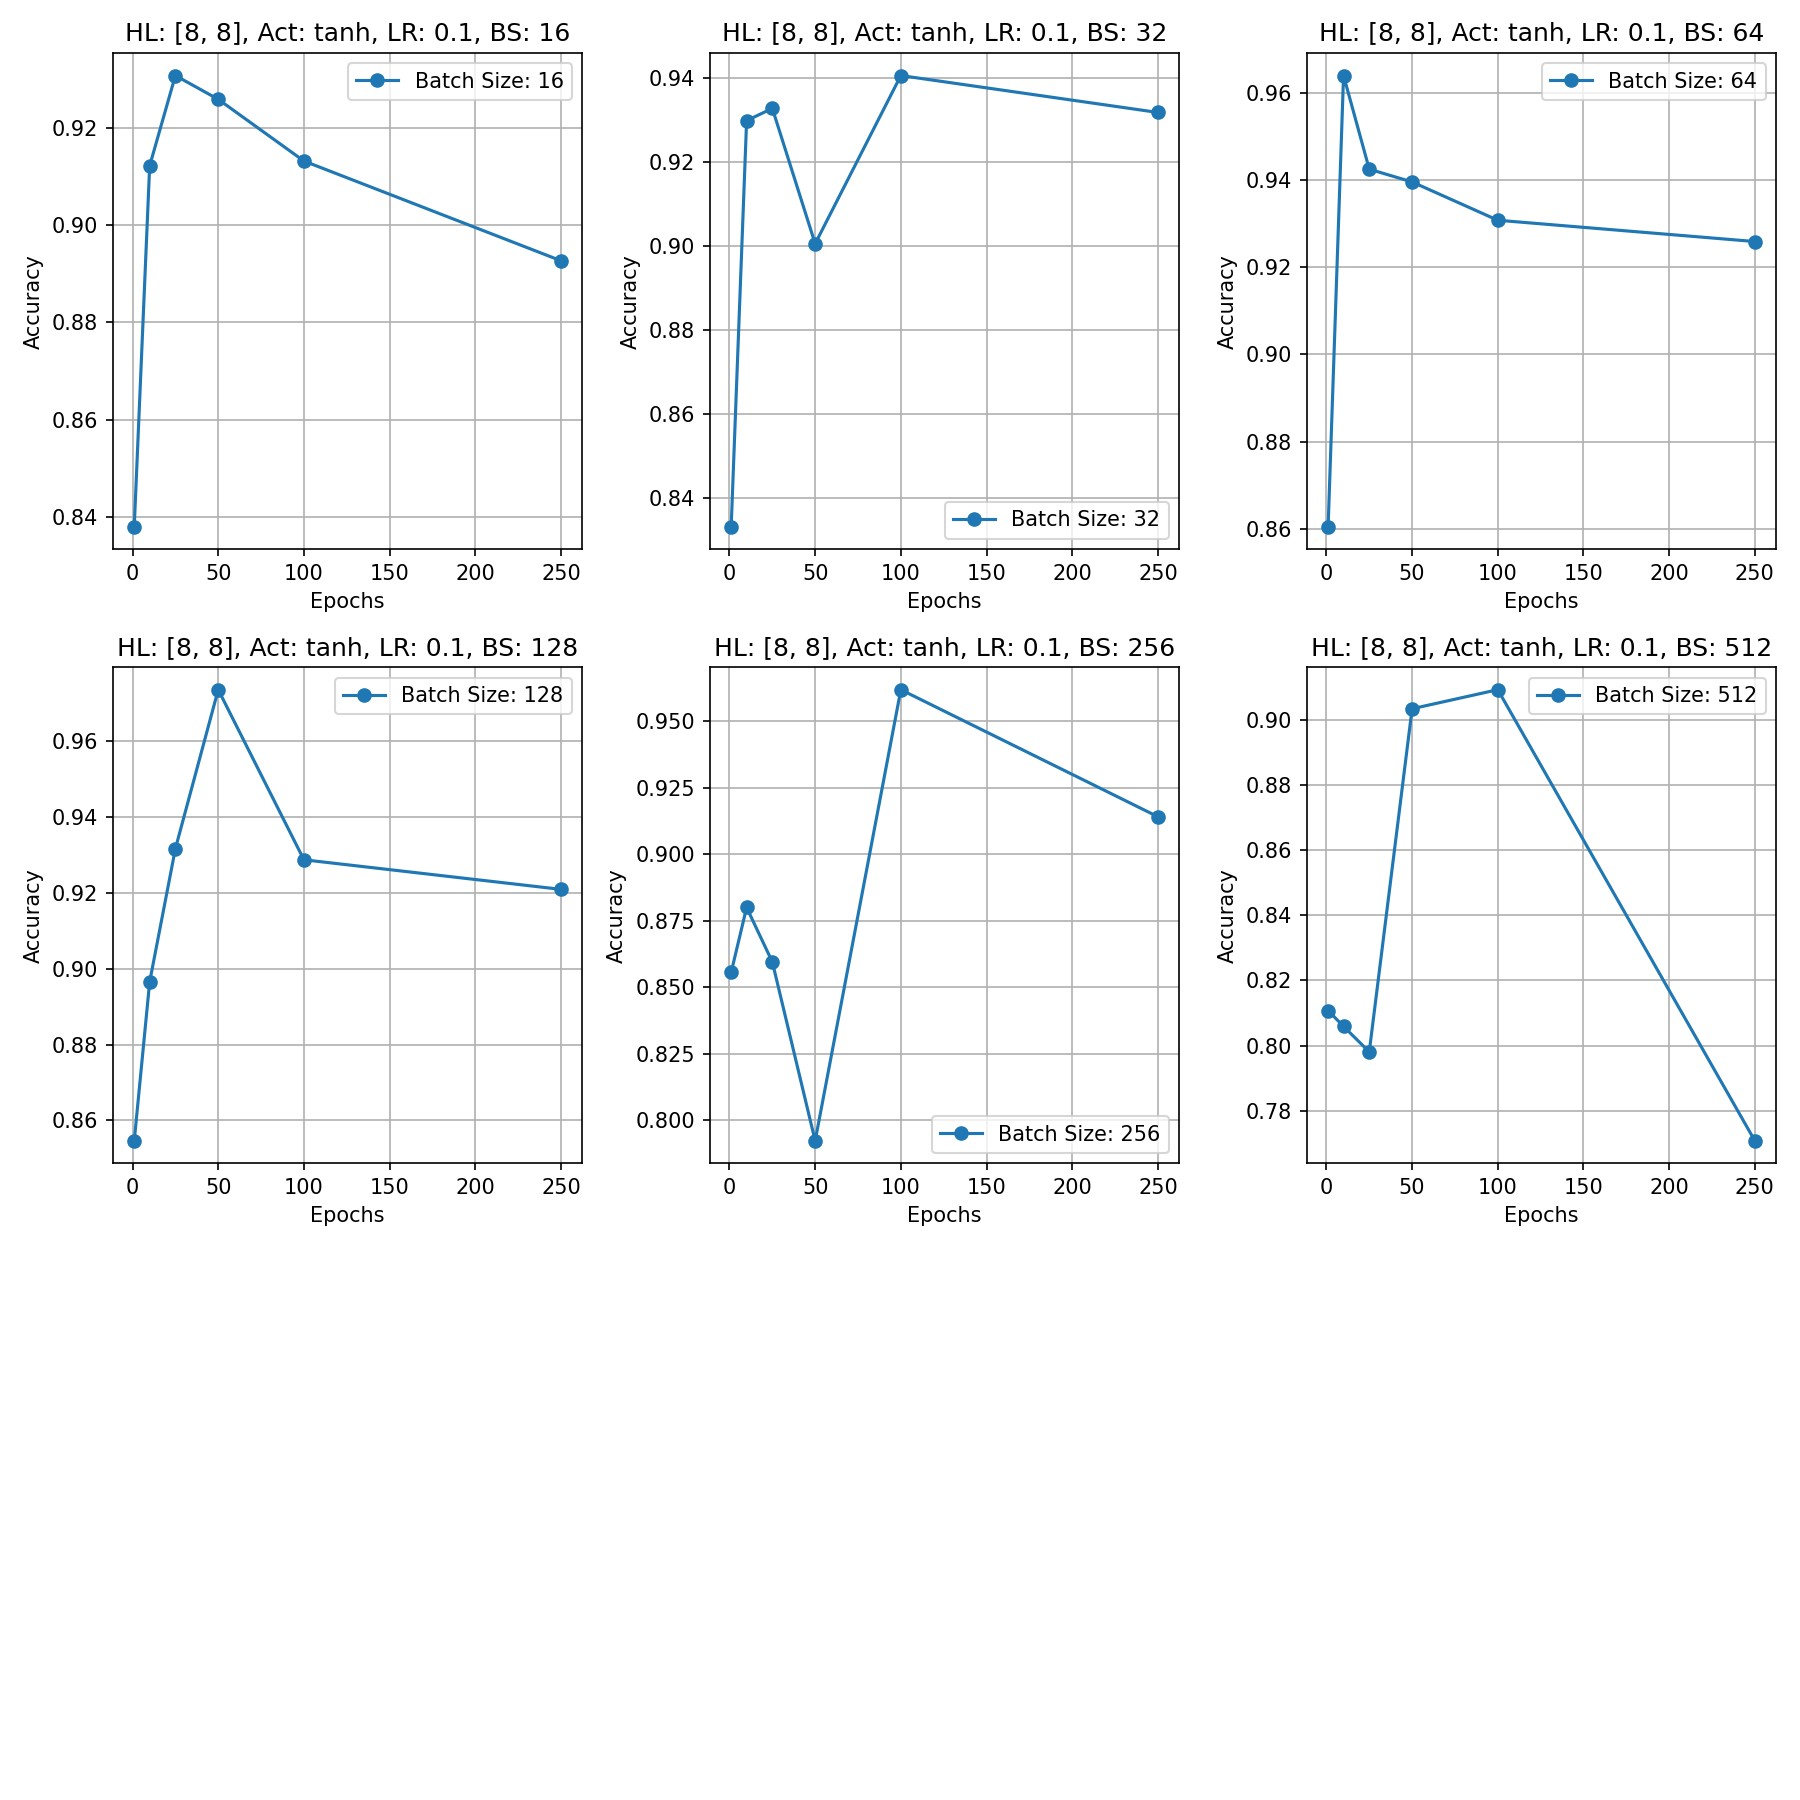 HL: [8, 8], Act: tanh, LR: 0.1, BS: 16
Batch Size: 16
Accuracy
0.92
0.90
0.88
0.86
0.84
0 50 100 150 200 250
Epochs
HL: [8, 8], Act: tanh, LR: 0.1, BS: 32
Batch Size: 32
Accuracy
0.94
0.92
0.90
0.88
0.86
0.84
0 50 100 150 200 250
Epochs
HL: [8, 8], Act: tanh, LR: 0.1, BS: 64
Batch Size: 64
Accuracy
0.96
0.94
0.92
0.90
0.88
0.86
0 50 100 150 200 250
Epochs
HL: [8, 8], Act: tanh, LR: 0.1, BS: 128
Batch Size: 128
Accuracy
0.96
0.94
0.92
0.90
0.88
0.86
0 50 100 150 200 250
Epochs
HL: [8, 8], Act: tanh, LR: 0.1, BS: 256
Batch Size: 256
Accuracy
0.950
0.925
0.900
0.875
0.850
0.825
0.800
0 50 100 150 200 250
Epochs
HL: [8, 8], Act: tanh, LR: 0.1, BS: 512
Batch Size: 512
Accuracy
0.90
0.88
0.86
0.84
0.82
0.80
0.78
0 50 100 150 200 250
Epochs